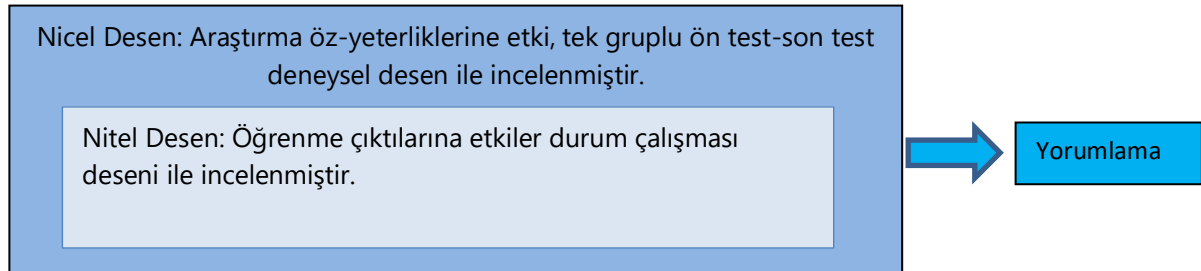 Nicel Desen: Araştırma öz-yeterliklerine etki, tek gruplu ön test-son test
deneysel desen ile incelenmiştir.
Nitel Desen: Öğrenme çıktılarına etkiler durum çalışması
deseni ile incelenmiştir.
Yorumlama